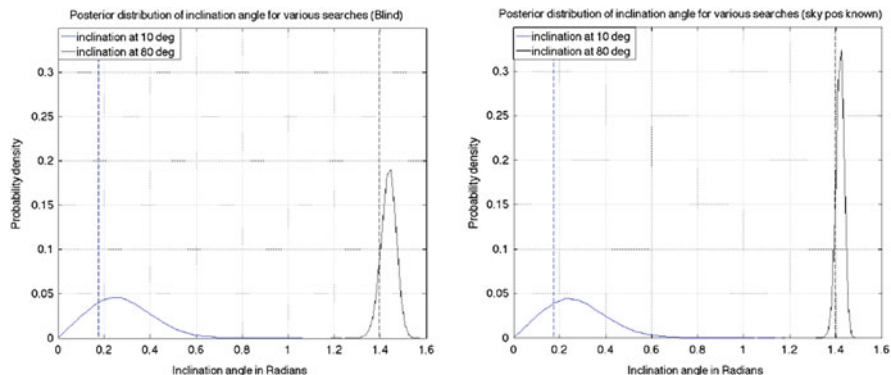 Posterior distribution of inclination angle for various searches (Blind)
inclination at 10 deg
inclination at 80 deg
0.3
0.25
0.2
0.15
0.1
0.05
0
0 0.2 0.4 0.6 0.8 1 1.2 1.4 1.6
Probability density
Inclination angle in Radians
Posterior distribution of inclination angle for various searches (sky pos known)
inclination at 10 deg
inclination at 80 deg
0.3
0.25
0.2
0.15
0.1
0.05
0
0 0.2 0.4 0.6 0.8 1 1.2 1.4 1.6
Probability density
Inclination angle in Radians